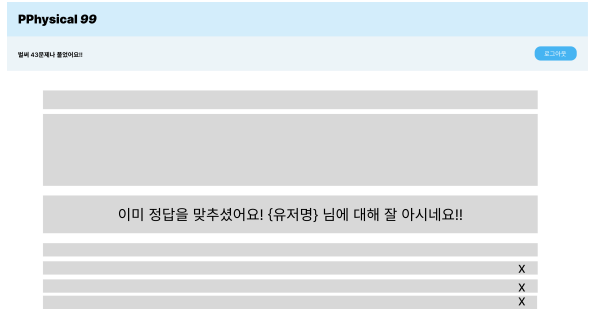 PPhysical 99
벌써 43문제나 풀었어요!!
로그아웃
이미 정답을 맞추셨어요! {유저명} 님에 대해 잘 아시네요!!
X
X
X